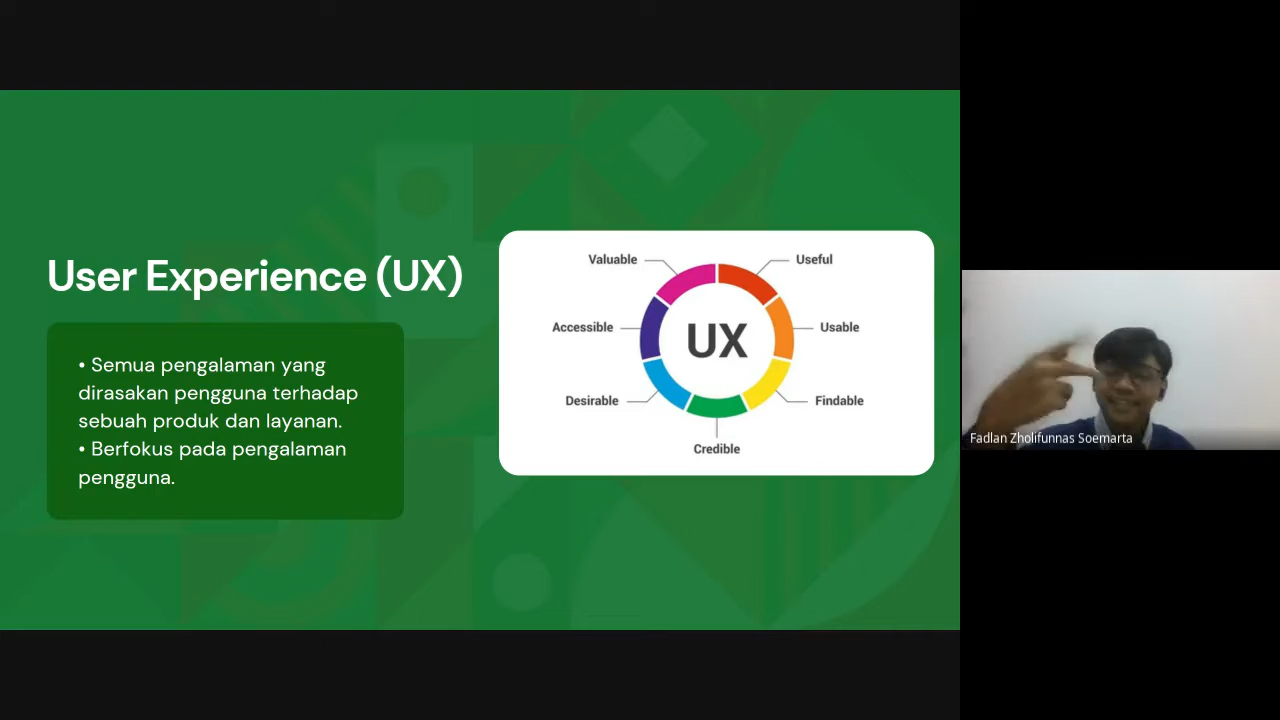 User Experience (UX)
• Semua pengalaman yang
dirasakan pengguna terhadap
sebuah produk dan layanan.
• Berfokus pada pengalaman
pengguna.
Valuable
Useful
Accessible
UX
Usable
Desirable
Findable
Credible
Fadlan Zholifunnas Soemarta